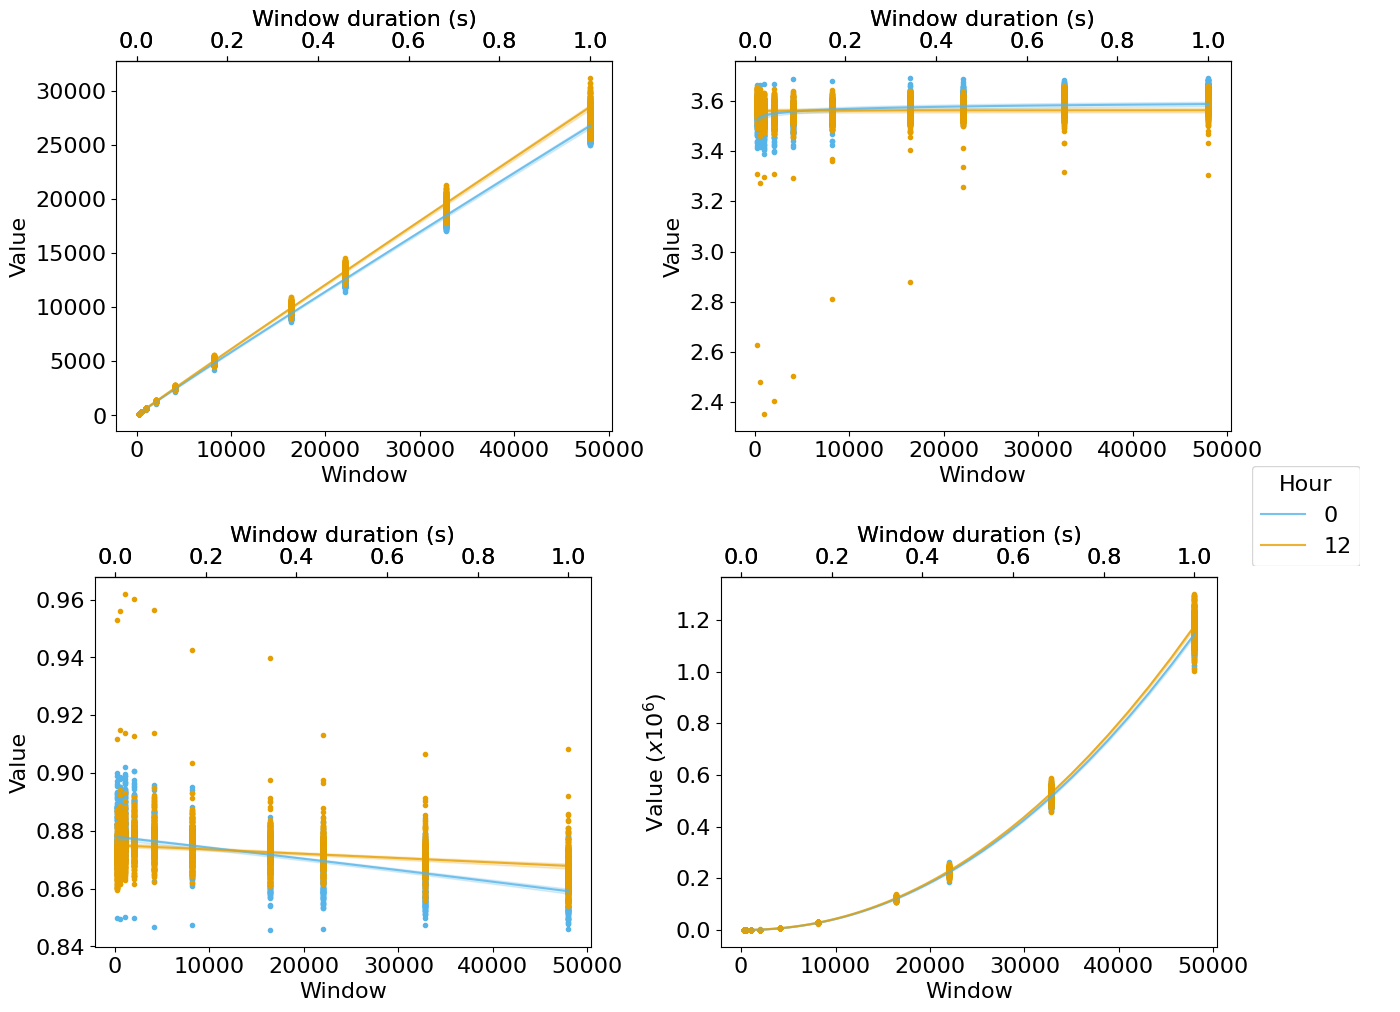 Window duration (s)
0.0 0.2 0.4 0.6 0.8 1.0
30000
25000
20000
15000
10000
5000
0
Value
0 10000 20000 30000 40000 50000
Window
Window duration (s)
0.0 0.2 0.4 0.6 0.8 1.0
3.6
3.4
3.2
3.0
2.8
2.6
2.4
Value
0 10000 20000 30000 40000 50000
Window
Hour
0
12
Window duration (s)
0.0 0.2 0.4 0.6 0.8 1.0
0.96
0.94
0.92
0.90
0.88
0.86
0.84
Value
0 10000 20000 30000 40000 50000
Window
Window duration (s)
0.0 0.2 0.4 0.6 0.8 1.0
1.2
1.0
0.8
0.6
0.4
0.2
0.0
Value (x10⁶)
0 10000 20000 30000 40000 50000
Window